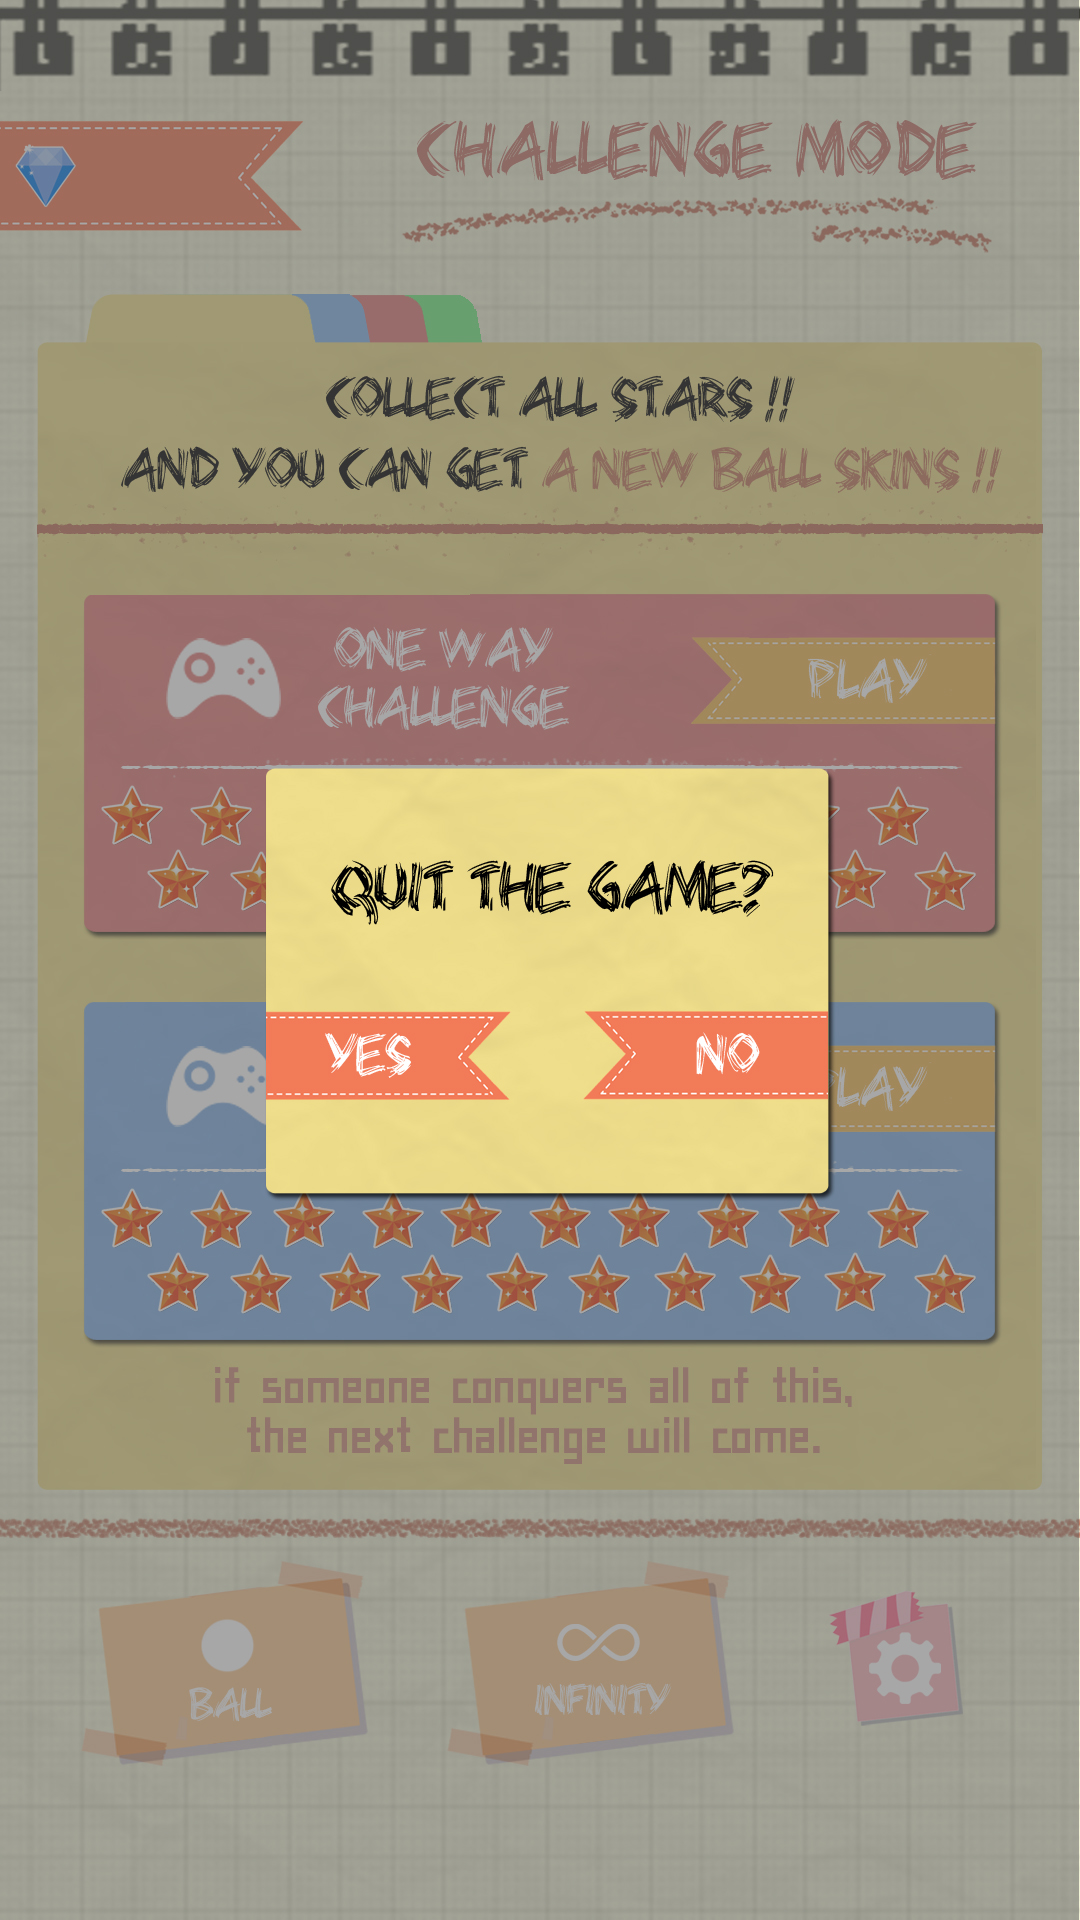 CHALLENGE MODE
COLLECT ALL STARS !!
AND YOU CAN GET A NEW BALL SKINS !!
ONE WAY
CHALLENGE
PLAY
QUIT THE GAME?
YES
NO
LAY
if someone conquers all of this,
the next challenge will come.
BALL
INFINITY